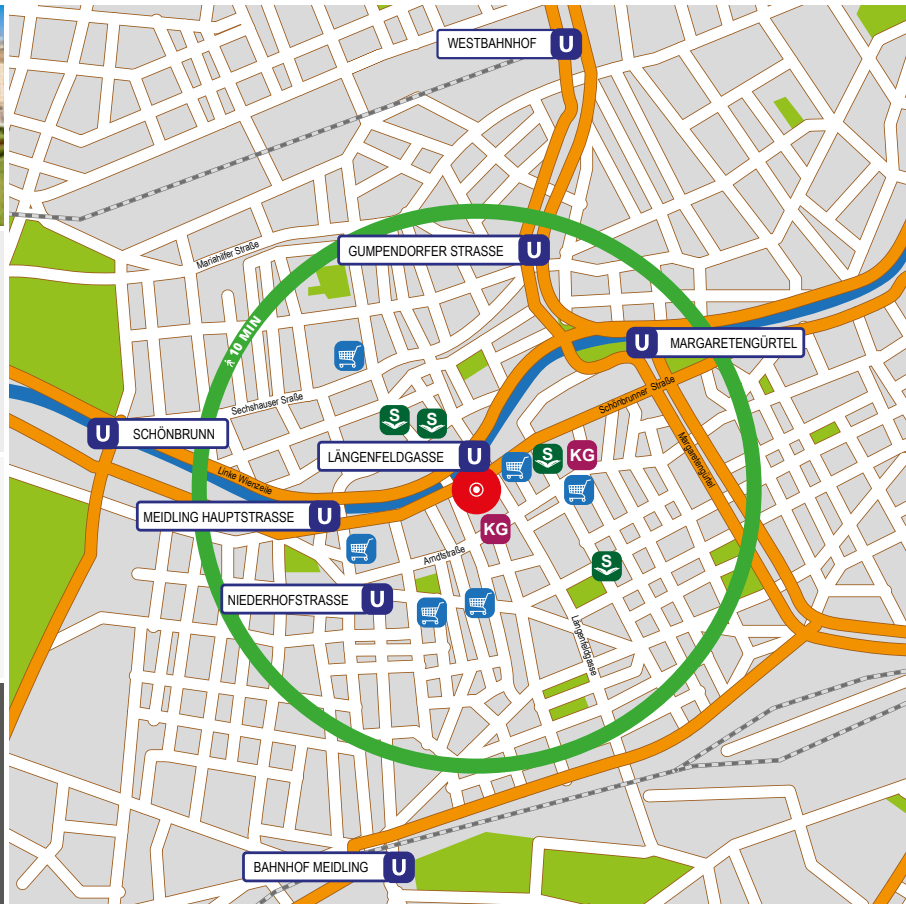 WESTBAHNHOF U
Mariahilfer Straße
GUMPENDORFER STRASSE U
10 MIN
U MARGARETENGÜRTEL
Sechshauser Sraße
Schönbrunner Straße
S
S
U SCHÖNBRUNN
LÄNGENFELDGASSE U
S
KG
Margaretengürtel
Linke Wienzeile
MEIDLING HAUPTSTRASSE U
KG
Arndtstraße
S
NIEDERHOFSTRASSE U
Längenfeldgasse
BAHNHOF MEIDLING U